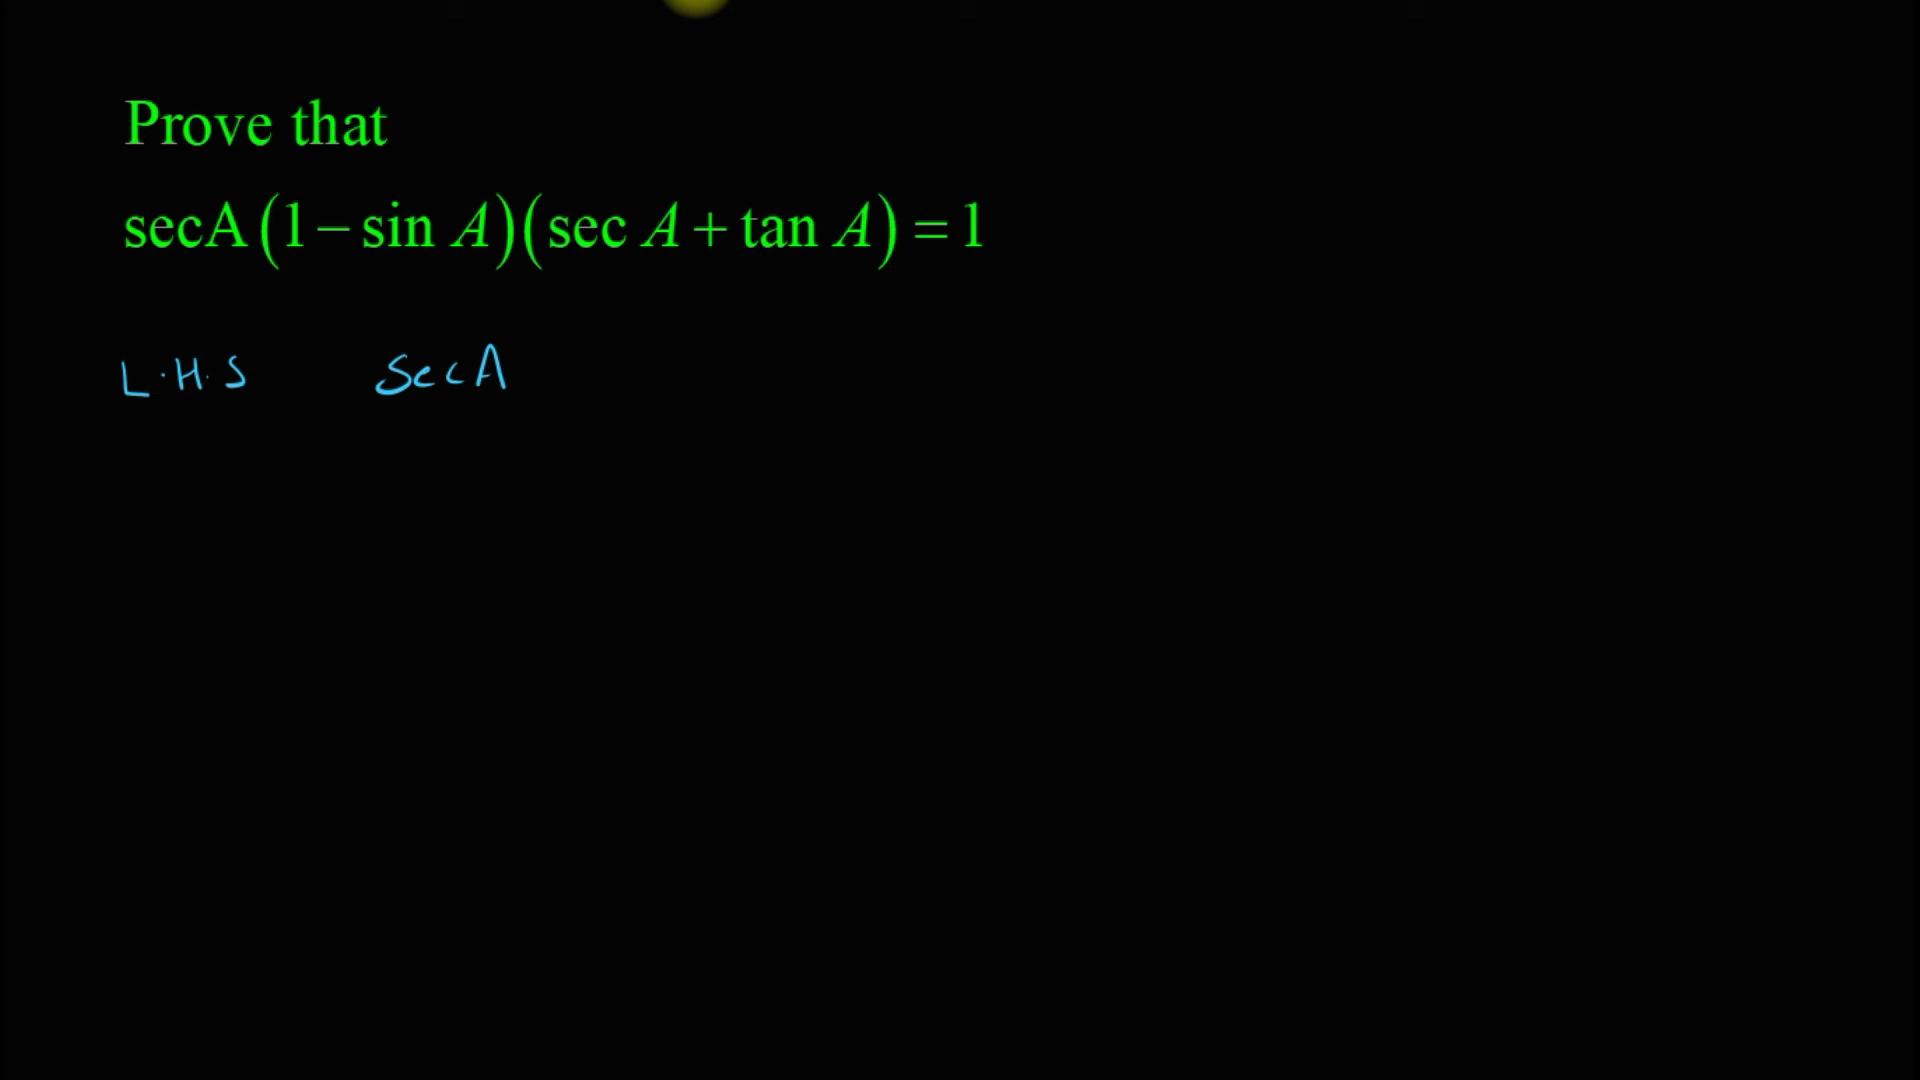 Prove that
secA(1−sin A)(sec A+tan A)=1
L.H.S SecA